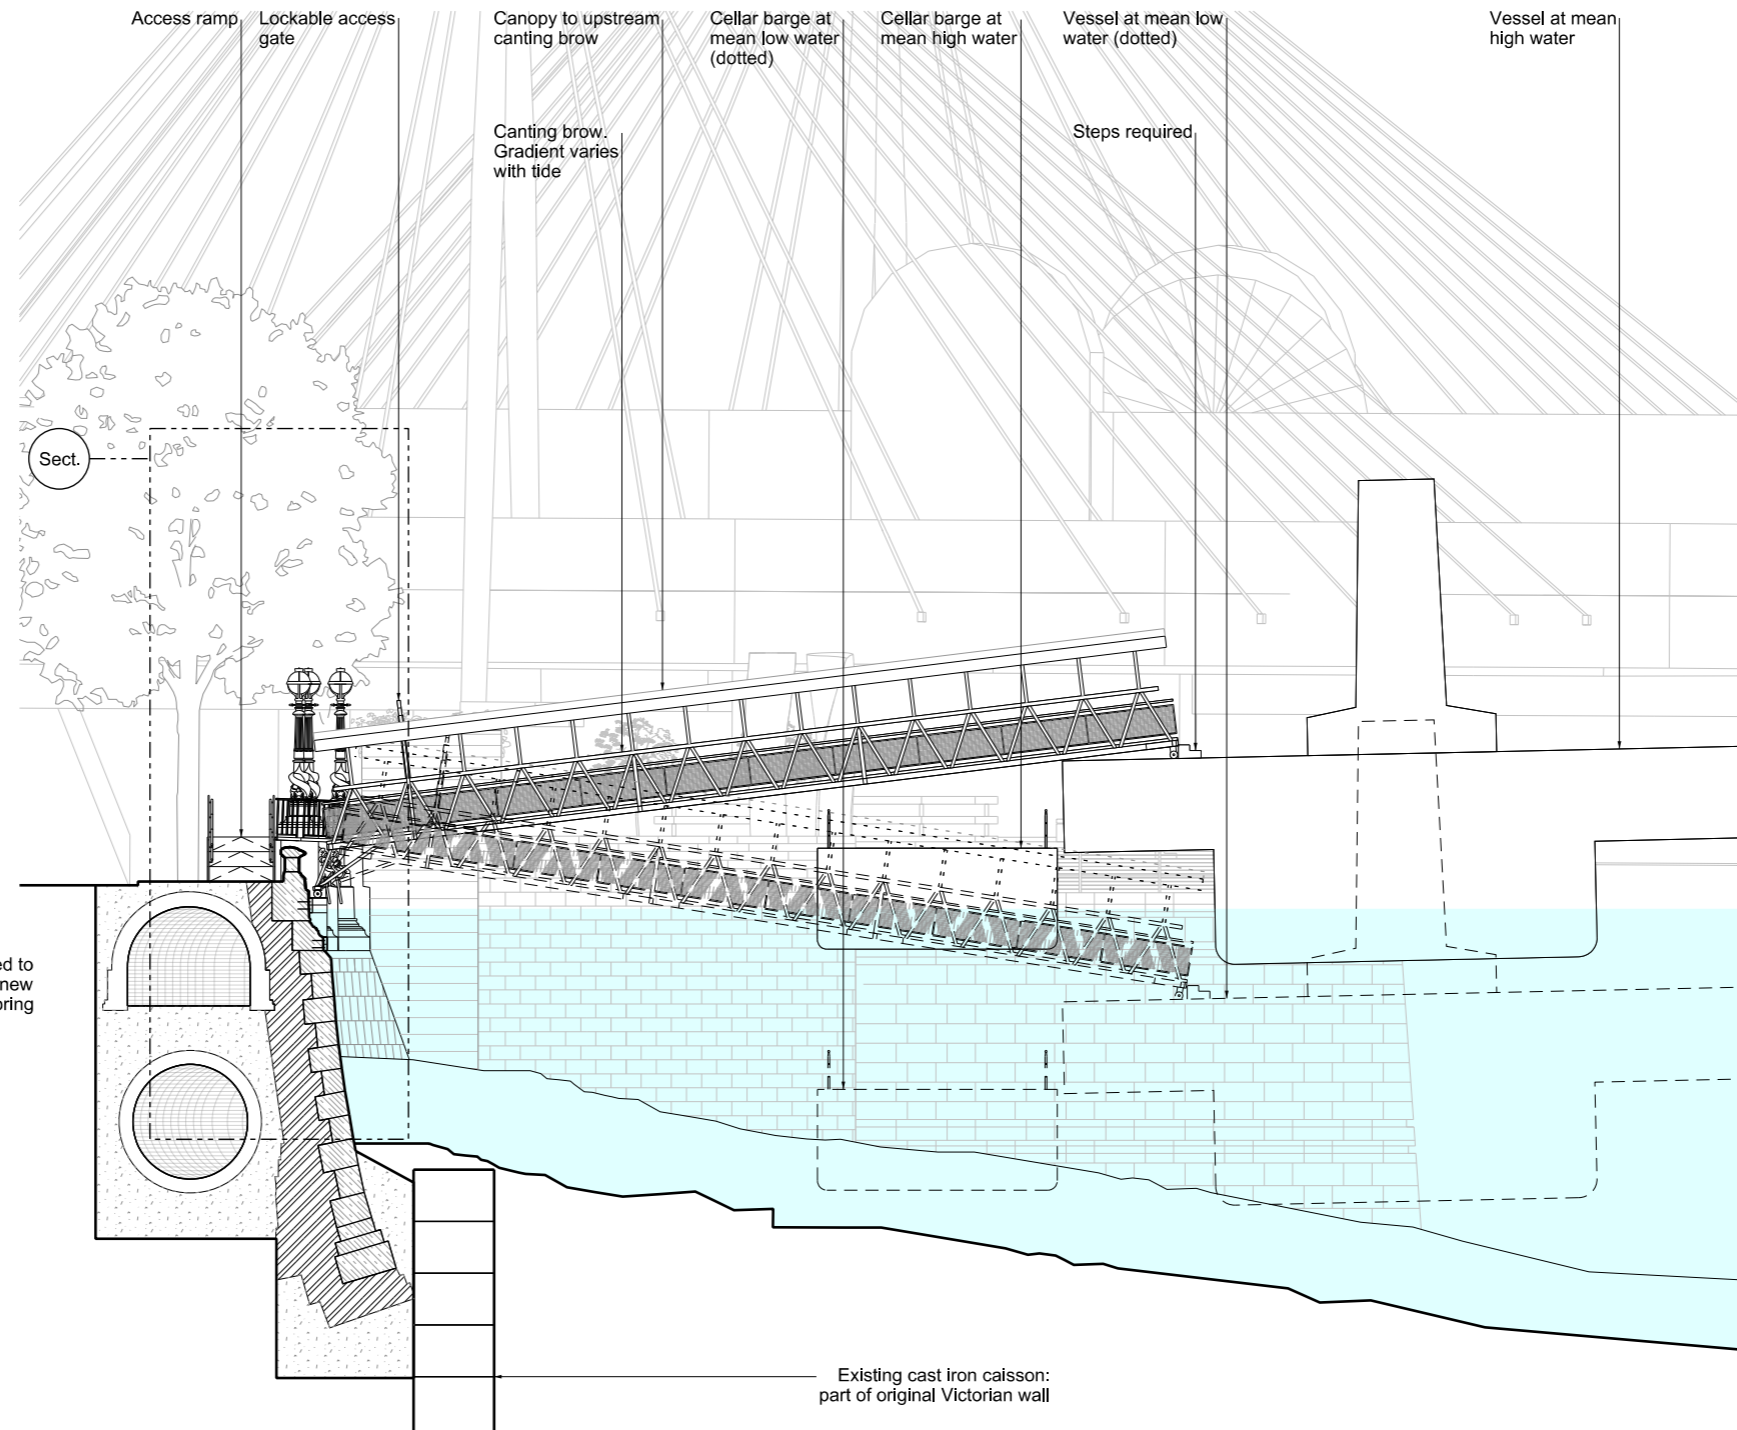 Access ramp
Lockable access
gate
Canopy to upstream
canting brow
Cellar barge at
mean low water
(dotted)
Cellar barge at
mean high water
Vessel at mean low
water (dotted)
Vessel at mean
high water
Canting brow.
Gradient varies
with tide
Steps required
Sect.
ed to
new
oring
Existing cast iron caisson:
part of original Victorian wall